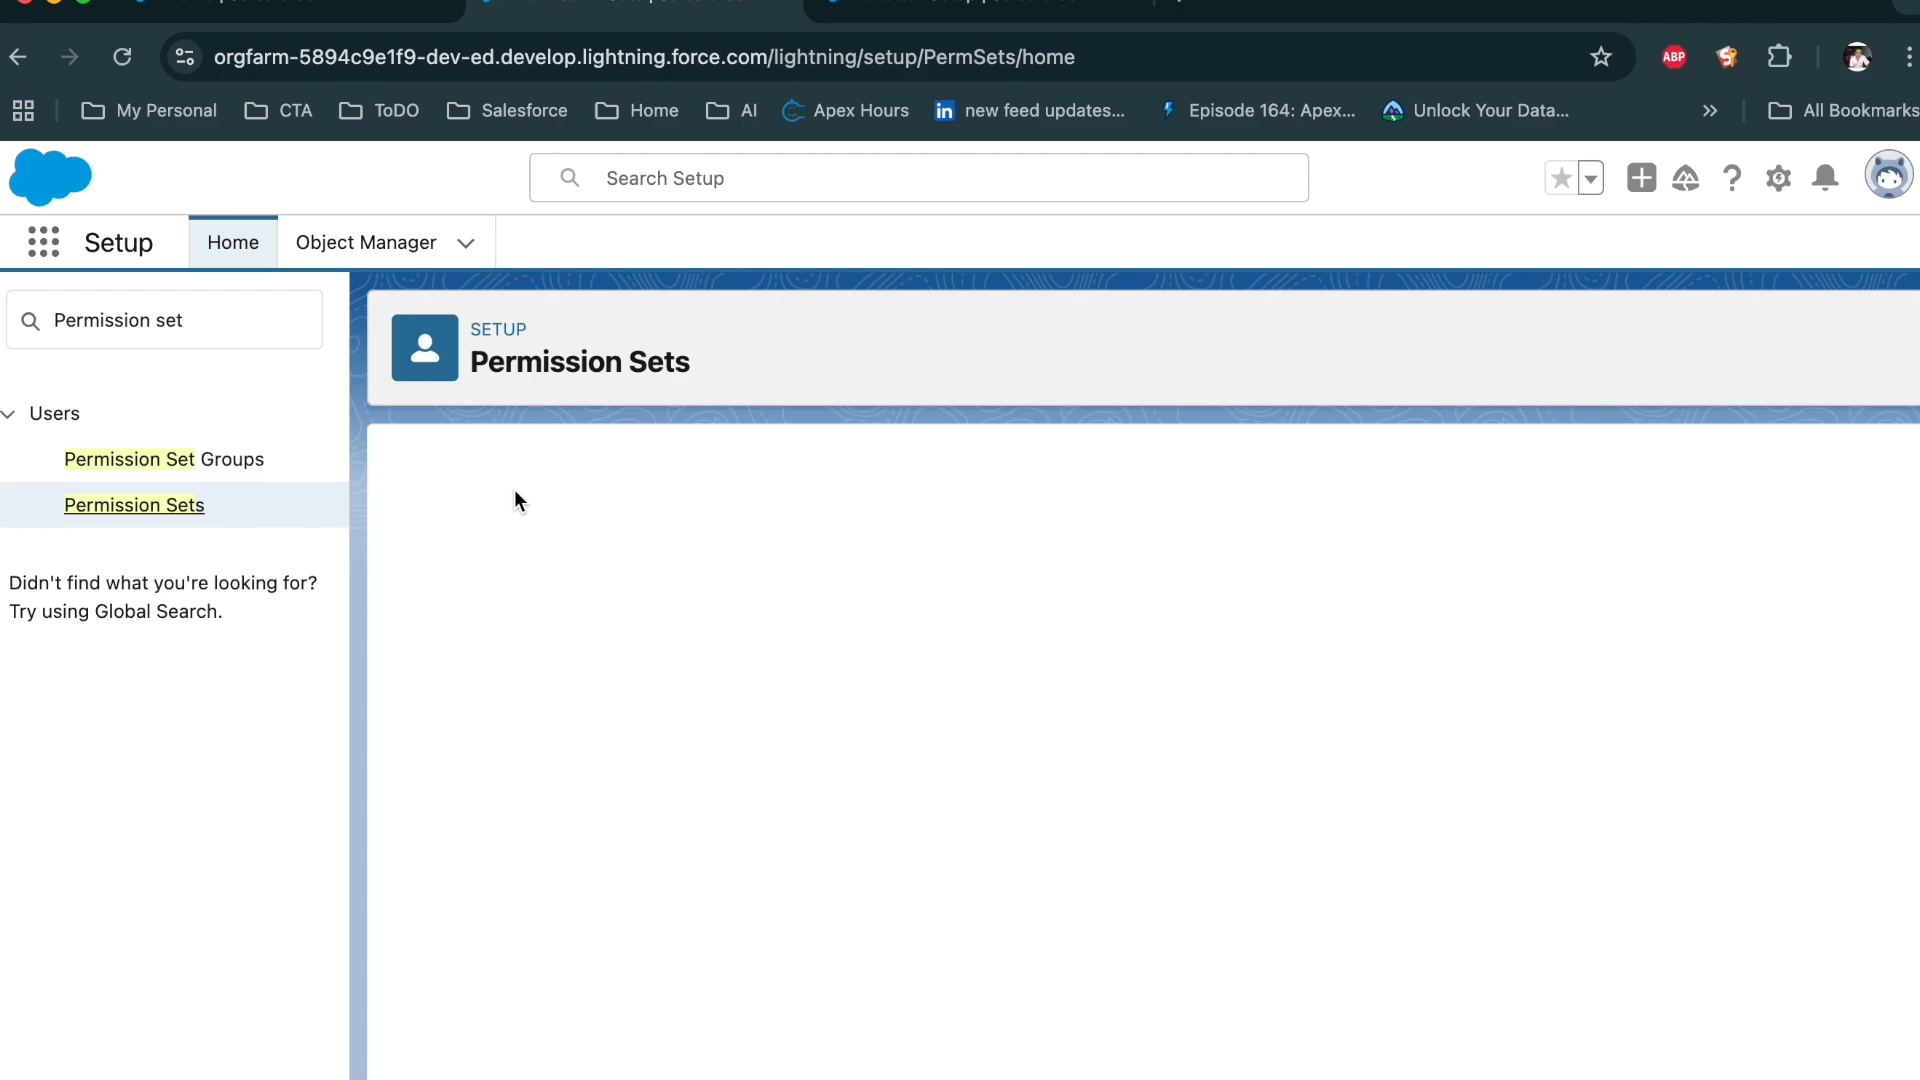 orgfarm-5894c9e1f9-dev-ed.develop.lightning.force.com/lightning/setup/PermSets/home
ABP
My Personal CTA ToDO Salesforce Home AI Apex Hours in new feed updates... Episode 164: Apex... Unlock Your Data... » All Bookmarks
Search Setup
Setup Home Object Manager
Permission set
SETUP
Permission Sets
Users
Permission Set Groups
Permission Sets
Didn't find what you're looking for?
Try using Global Search.